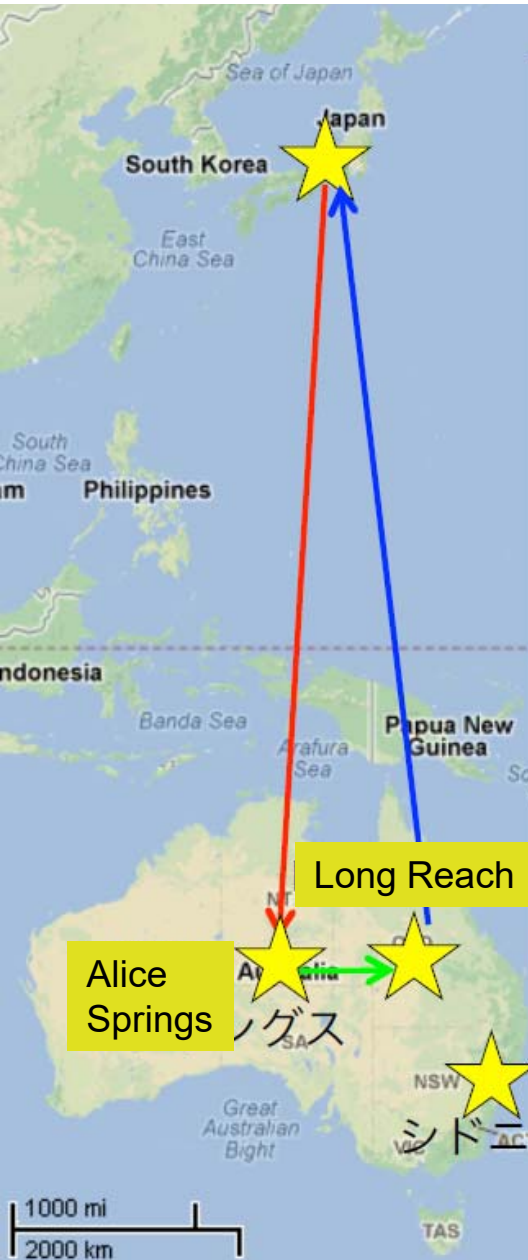 Sea of Japan
Japan
South Korea
East
China Sea
South
China Sea
Philippines
ndonesia
Banda Sea
Papua New
Guinea
Arafura
Sea
Long Reach
NT
Alice
Springs
ングス
SA
NSW
シドニ
Great
Australian
Bight
TAS
1000 mi
2000 km